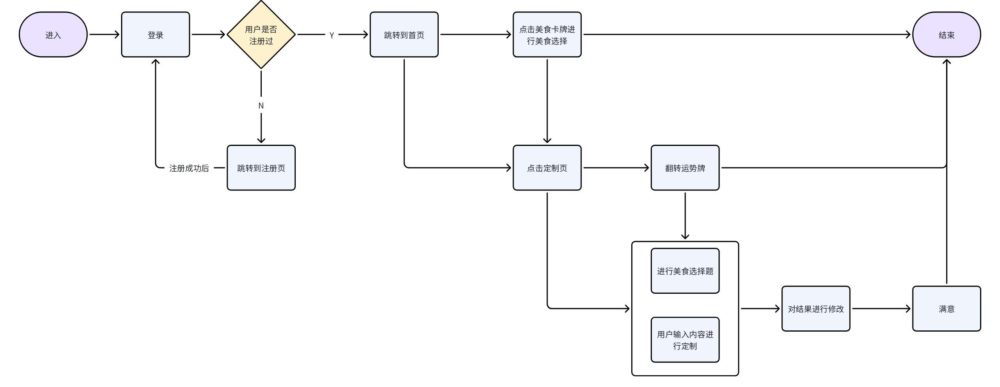 进入
登录
用户是否
注册过
Y
跳转到首页
点击美食卡牌进
行美食选择
结束
N
注册成功后
跳转到注册页
点击定制页
翻转运势牌
进行美食选择题
用户输入内容进
行定制
对结果进行修改
满意